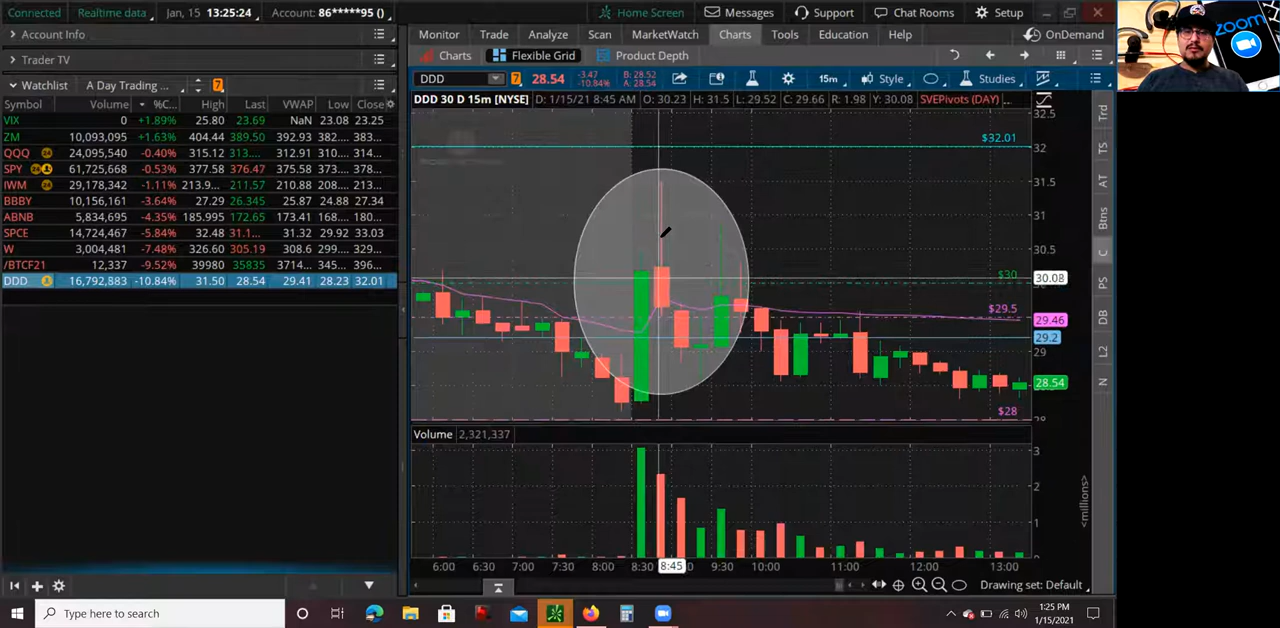 Connected Realtime data Jan, 15 13:25:24 Account: 86*****95 () Home Screen Messages Support Chat Rooms Setup
zoom
Account Info
Monitor Trade Analyze Scan MarketWatch Charts Tools Education Help OnDemand
Trader TV
Charts Flexible Grid Product Depth
Watchlist A Day Trading ... 7
DDD 7 28.54 -3.47 -10.84% B: 28.52 A: 28.54 15m Style Studies
Symbol Volume %C... High Last VWAP Low Close
DDD 30 D 15m [NYSE] D: 1/15/21 8:45 AM O: 30.23 H: 31.5 L: 29.52 C: 29.66 R: 1.98 Y: 30.08 SVEPivots (DAY) ...
VIX 0 +1.89% 25.80 23.69 NaN 23.08 23.25
ZM 10,093,095 +1.63% 404.44 389.50 392.93 382... 383...
QQQ 24,095,540 -0.40% 315.12 313.... 312.91 310.... 314...
SPY 61,725,668 -0.53% 377.58 376.47 375.58 373... 378...
IWM 29,178,342 -1.11% 213.9... 211.57 210.88 208.... 213...
BBBY 10,156,161 -3.64% 27.29 26.345 25.87 24.88 27.34
ABNB 5,834,695 -4.35% 185.995 172.65 173.41 168.... 180...
SPCE 14,724,467 -5.84% 32.48 31.1... 31.32 29.92 33.03
W 3,004,481 -7.48% 326.60 305.19 308.6 299... 329...
/BTCF21 12,337 -9.52% 39980 35835 3714... 342... 396...
DDD 16,792,883 -10.84% 31.50 28.54 29.41 28.23 32.01
32.5
$32.01
32
31.5
31
30.5
$30
30.08
$29.5
29.46
29.2
29
28.54
$28
Trd
TS
AT
Btns
C
PS
DB
L2
N
Volume 2,321,337
3
2
1
0
<millions>
6:00 6:30 7:00 7:30 8:00 8:30 8:45 9:30 10:00 11:00 12:00 13:00
Drawing set: Default
Type here to search
1:25 PM
1/15/2021